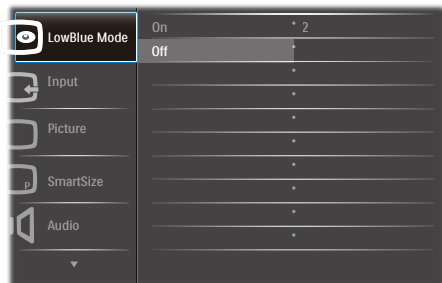 LowBlue Mode
On 2
Off
Input
Picture
P SmartSize
Audio